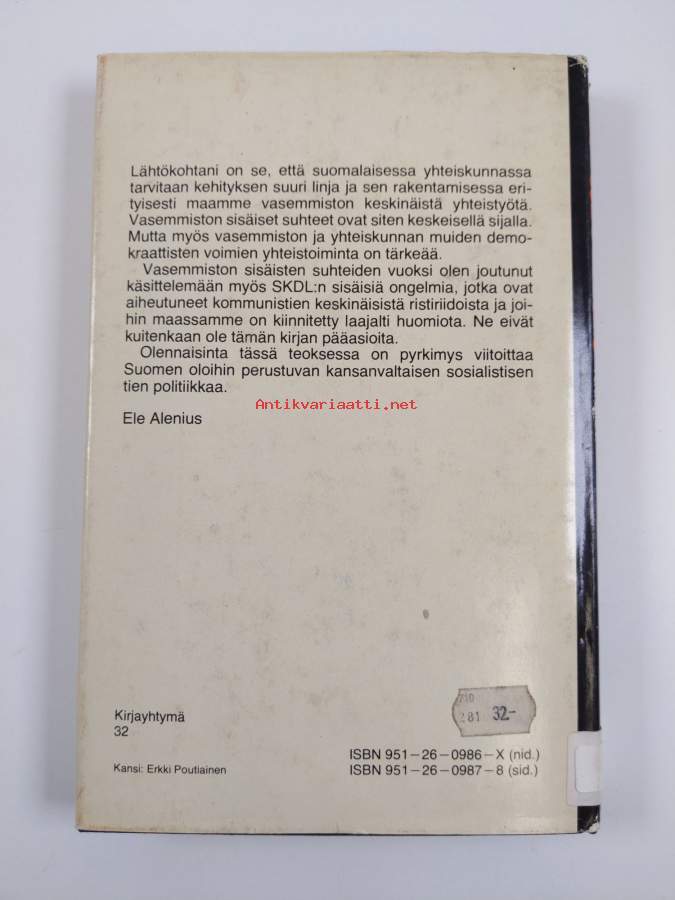 Lähtökohtani on se, että suomalaisessa yhteiskunnassa
tarvitaan kehityksen suuri linja ja sen rakentamisessa eri-
tyisesti maamme vasemmiston keskinäistä yhteistyötä.
Vasemmiston sisäiset suhteet ovat siten keskeisellä sijalla.
Mutta myös vasemmiston ja yhteiskunnan muiden demo-
kraattisten voimien yhteistoiminta on tärkeää.
Vasemmiston sisäisten suhteiden vuoksi olen joutunut
käsittelemään myös SKDL:n sisäisiä ongelmia, jotka ovat
aiheutuneet kommunistien keskinäisistä ristiriidoista ja joi-
hin maassamme on kiinnitetty laajalti huomiota. Ne eivät
kuitenkaan ole tämän kirjan pääasioita.
Olennaisinta tässä teoksessa on pyrkimys viitoittaa
Suomen oloihin perustuvan kansanvaltaisen sosialistisen
tien politiikkaa.
Antikvariaatti.net
Ele Alenius
Kirjayhtymä
32
281 32.-
ISBN 951-26-0986-X (nid.)
ISBN 951-26-0987-8 (sid.)
Kansi: Erkki Poutiainen